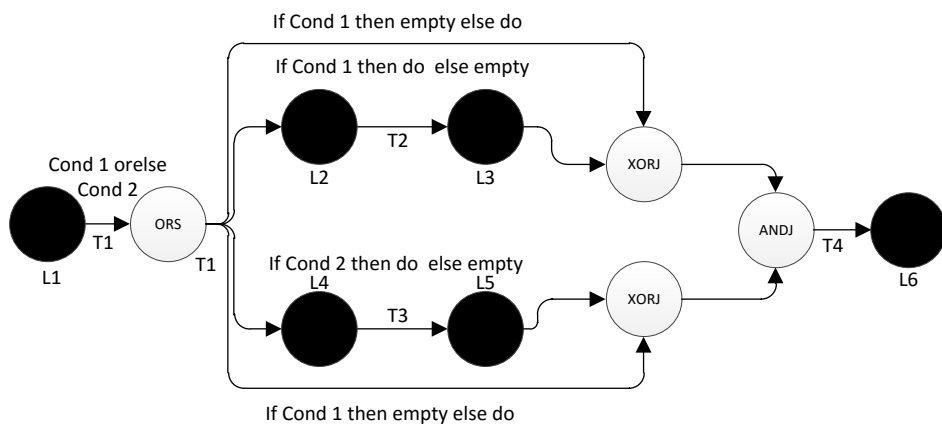 If Cond 1 then empty else do
If Cond 1 then do else empty
T2
L2
L3
XORJ
Cond 1 orelse
Cond 2
ORS
T1
T1
L1
ANDJ
T4
L6
If Cond 2 then do else empty
L4
L5
T3
XORJ
If Cond 1 then empty else do